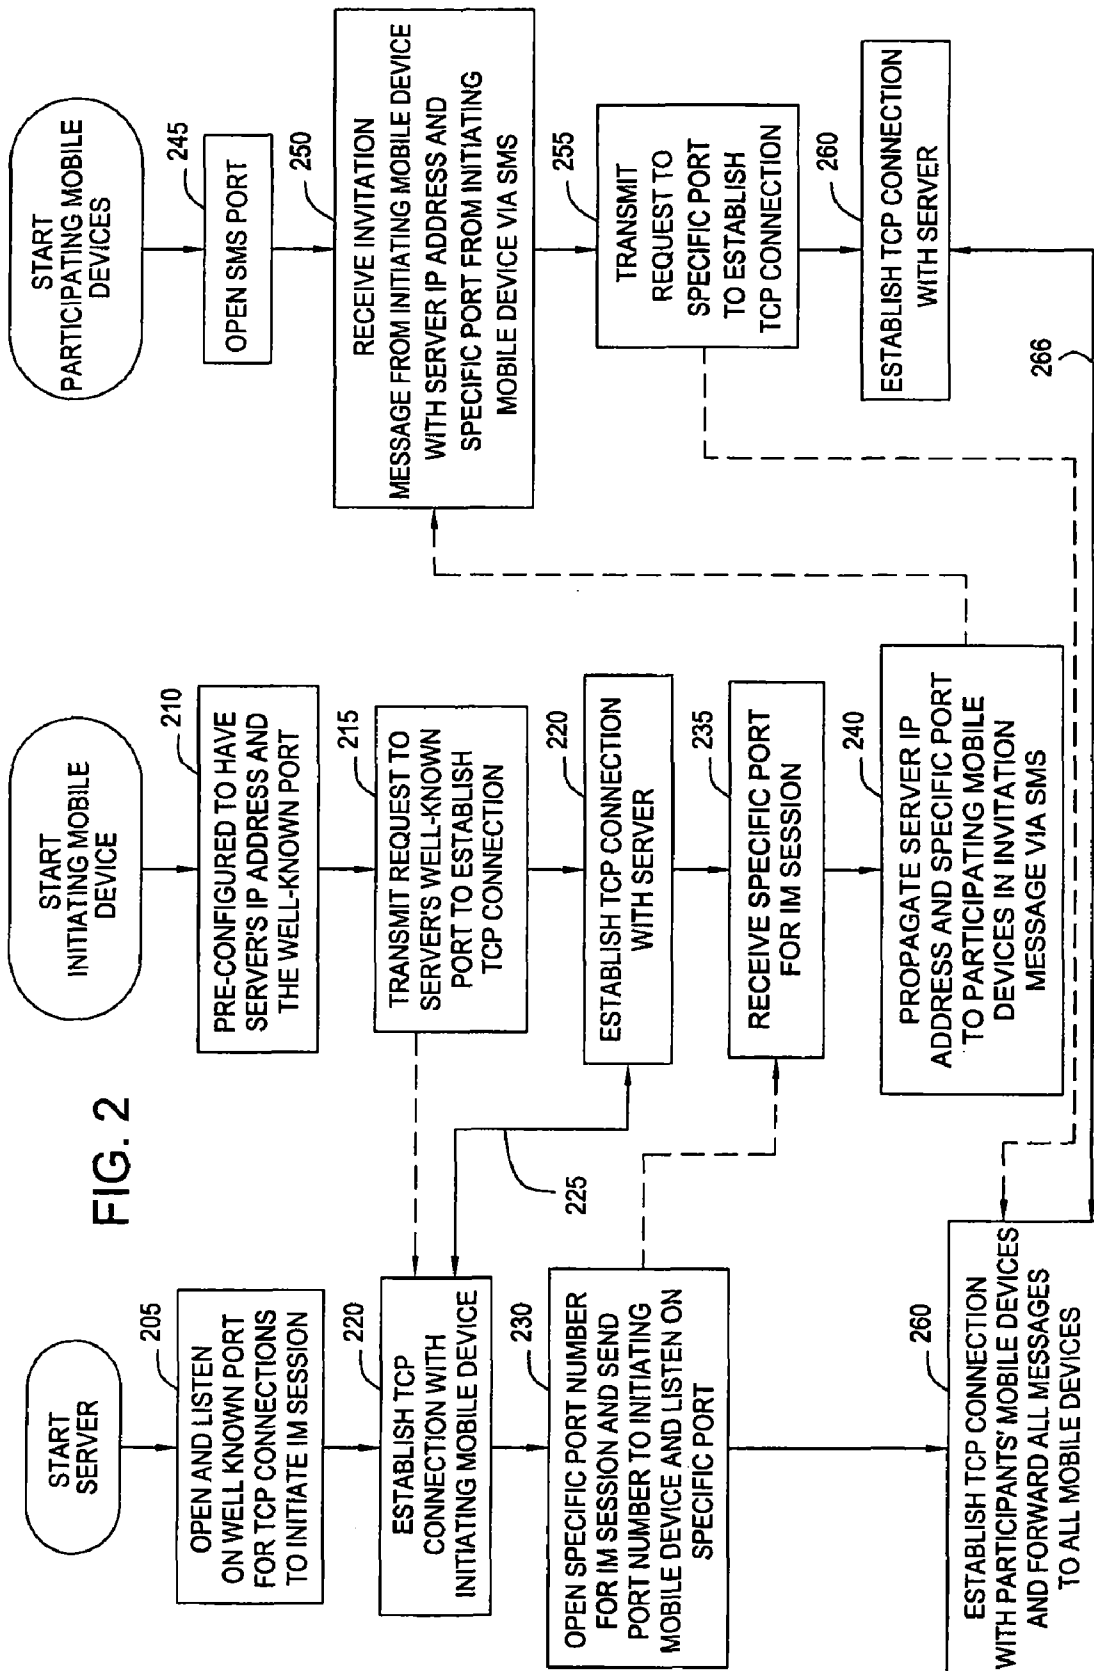 FIG. 2
START
SERVER
205
OPEN AND LISTEN
ON WELL KNOWN PORT
FOR TCP CONNECTIONS
TO INITIATE IM SESSION
220
ESTABLISH TCP
CONNECTION WITH
INITIATING MOBILE DEVICE
225
230
OPEN SPECIFIC PORT NUMBER
FOR IM SESSION AND SEND
PORT NUMBER TO INITIATING
MOBILE DEVICE AND LISTEN ON
SPECIFIC PORT
260
ESTABLISH TCP CONNECTION
WITH PARTICIPANTS' MOBILE DEVICES
AND FORWARD ALL MESSAGES
TO ALL MOBILE DEVICES
START
INITIATING MOBILE
DEVICE
210
PRE-CONFIGURED TO HAVE
SERVER'S IP ADDRESS AND
THE WELL-KNOWN PORT
215
TRANSMIT REQUEST TO
SERVER'S WELL-KNOWN
PORT TO ESTABLISH
TCP CONNECTION
220
ESTABLISH TCP CONNECTION
WITH SERVER
235
RECEIVE SPECIFIC PORT
FOR IM SESSION
240
PROPAGATE SERVER IP
ADDRESS AND SPECIFIC PORT
TO PARTICIPATING MOBILE
DEVICES IN INVITATION
MESSAGE VIA SMS
START
PARTICIPATING MOBILE
DEVICES
245
OPEN SMS PORT
250
RECEIVE INVITATION
MESSAGE FROM INITIATING MOBILE DEVICE
WITH SERVER IP ADDRESS AND
SPECIFIC PORT FROM INITIATING
MOBILE DEVICE VIA SMS
255
TRANSMIT
REQUEST TO
SPECIFIC PORT
TO ESTABLISH
TCP CONNECTION
260
ESTABLISH TCP CONNECTION
WITH SERVER
266